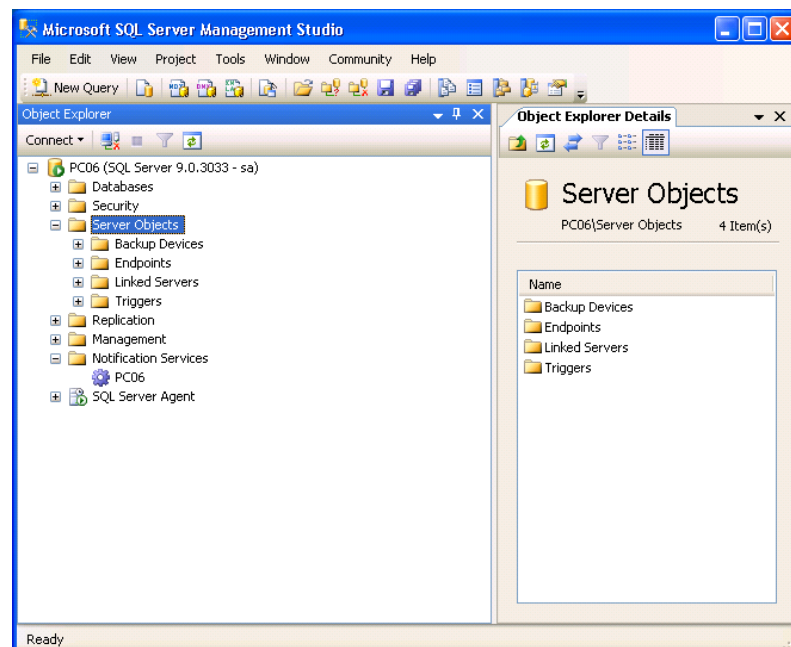 Microsoft SQL Server Management Studio
File Edit View Project Tools Window Community Help
New Query
Object Explorer
Connect
PC06 (SQL Server 9.0.3033 - sa)
Databases
Security
Server Objects
Backup Devices
Endpoints
Linked Servers
Triggers
Replication
Management
Notification Services
PC06
SQL Server Agent
Object Explorer Details
Server Objects
PC06\Server Objects 4 Item(s)
Name
Backup Devices
Endpoints
Linked Servers
Triggers
Ready